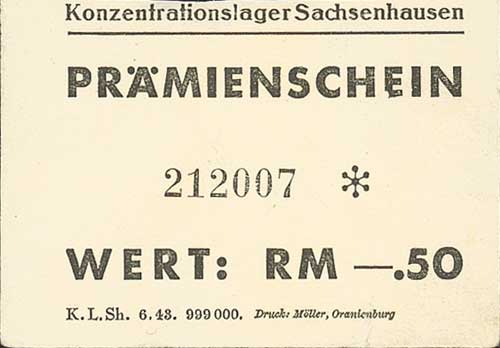 Konzentrationslager Sachsenhausen
PRÄMIENSCHEIN
212007 *
WERT: RM —.50
K.L.Sh. 6.43. 999000. Druck: Möller, Oranienburg